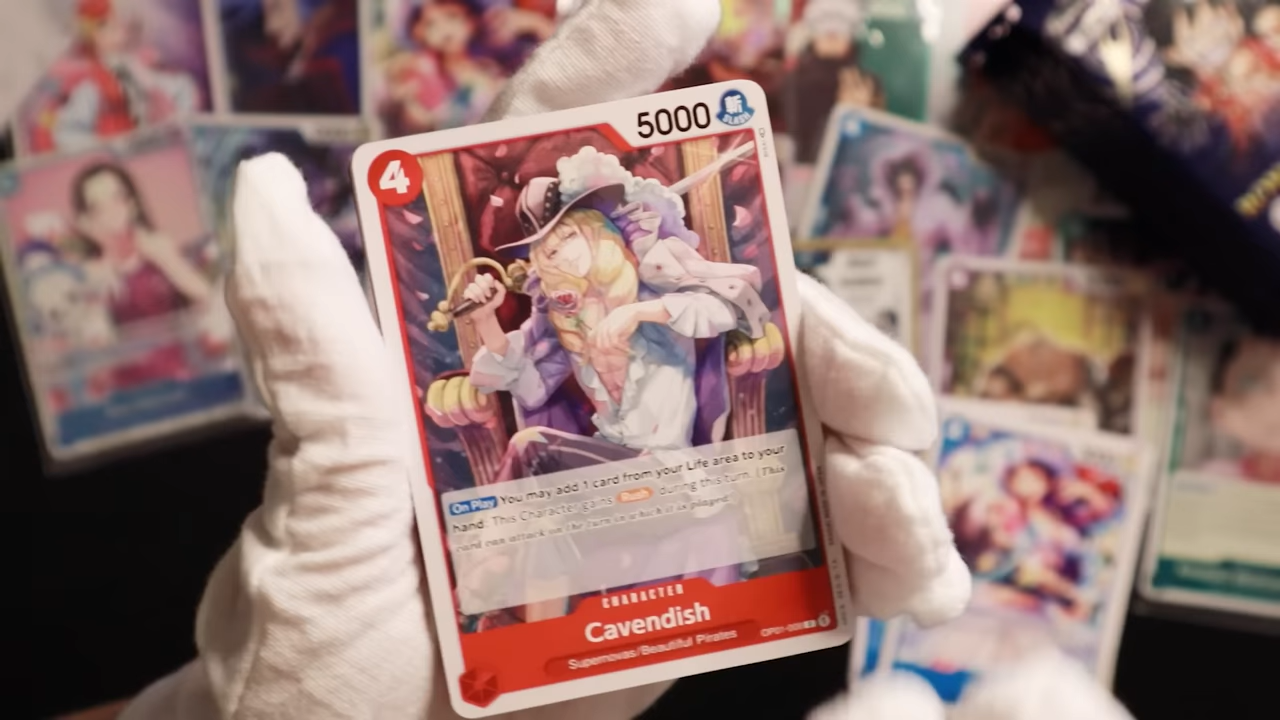 5000
斬
SLASH
4
On Play You may add 1 card from your Life area to your
hand. This Character gains Rush during this turn. (This
card can attack on the turn in which it is played.)
CHARACTER
Cavendish
Supernovas/Beautiful Pirates